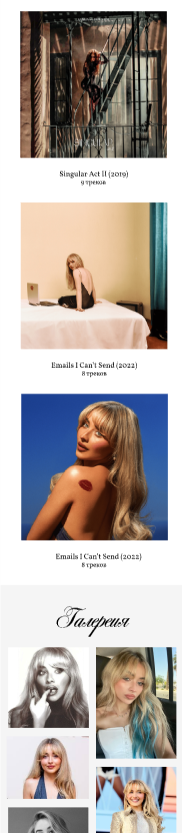 SINGULAR
Singular Act II (2019)
9 треков
Emails I Can't Send (2022)
8 треков
Emails I Can't Send (2022)
8 треков
Галерея